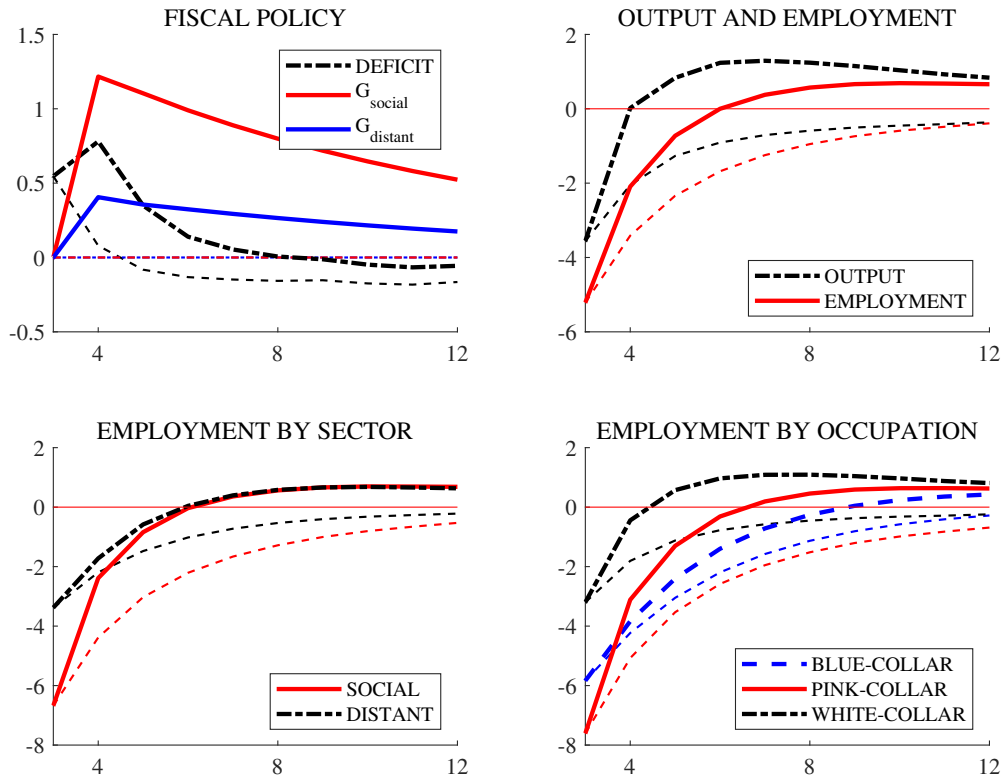 FISCAL POLICY
1.5
1
0.5
0
-0.5
4
8
12
DEFICIT
G_social
G_distant
OUTPUT AND EMPLOYMENT
2
0
-2
-4
-6
4
8
12
OUTPUT
EMPLOYMENT
EMPLOYMENT BY SECTOR
2
0
-2
-4
-6
-8
4
8
12
SOCIAL
DISTANT
EMPLOYMENT BY OCCUPATION
2
0
-2
-4
-6
-8
4
8
12
BLUE-COLLAR
PINK-COLLAR
WHITE-COLLAR